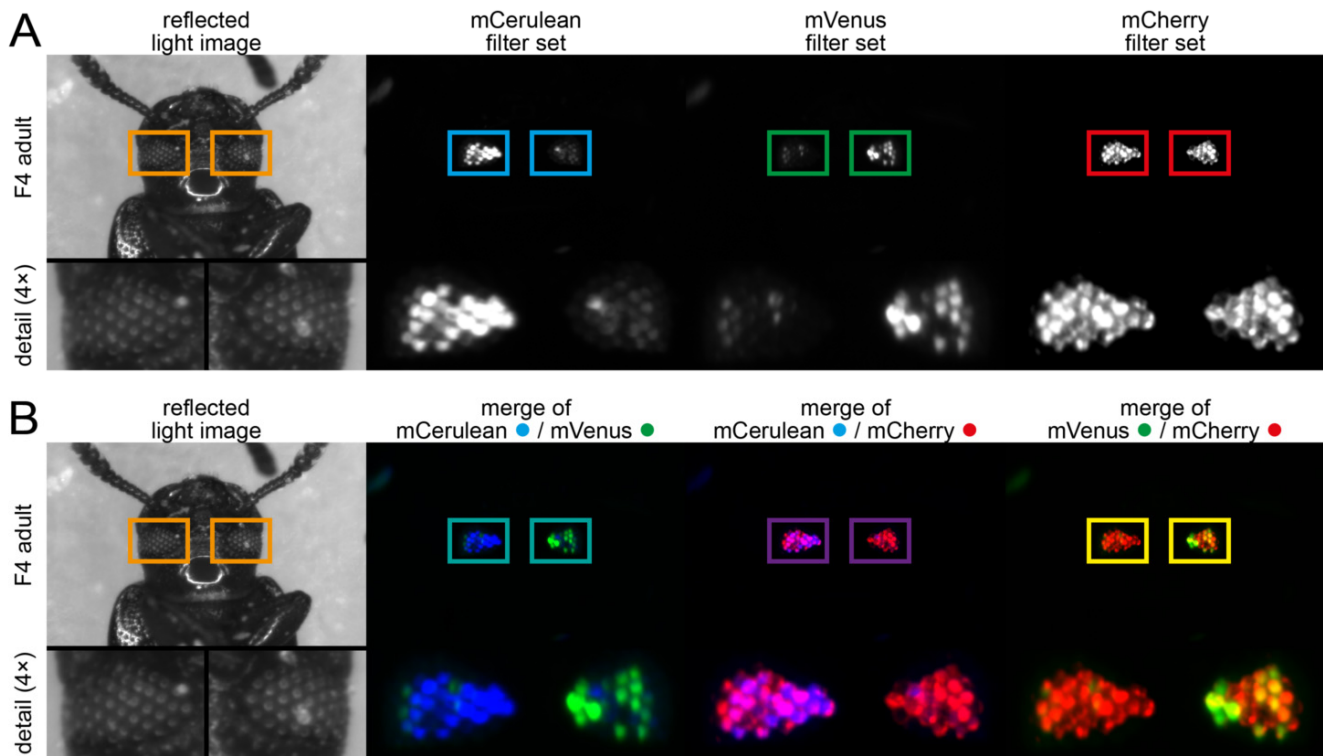 A
reflected
light image
mCerulean
filter set
mVenus
filter set
mCherry
filter set
F4 adult
detail (4×)
B
reflected
light image
merge of
mCerulean / mVenus
merge of
mCerulean / mCherry
merge of
mVenus / mCherry
F4 adult
detail (4×)